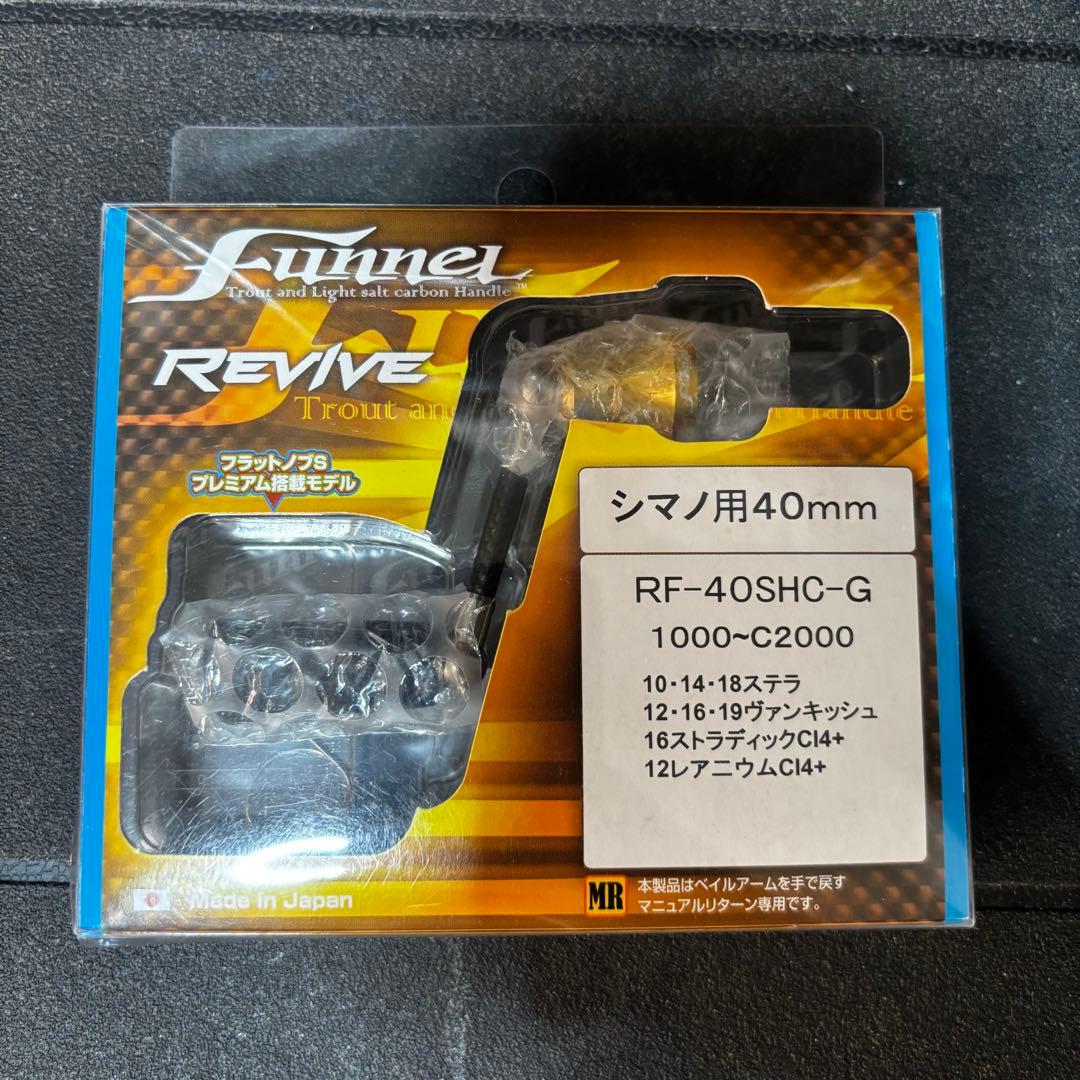 Funnel™
Trout and Light salt carbon Handle
REVIVE
Trout an
フラットノブS
プレミアム搭載モデル
シマノ用40mm
RF-40SHC-G
1000~C2000
10・14・18ステラ
12・16・19ヴァンキッシュ
16ストラディックCI4+
12レアニウムCI4+
Made in Japan
MR
本製品はベイルアームを手で戻す
マニュアルリターン専用です。